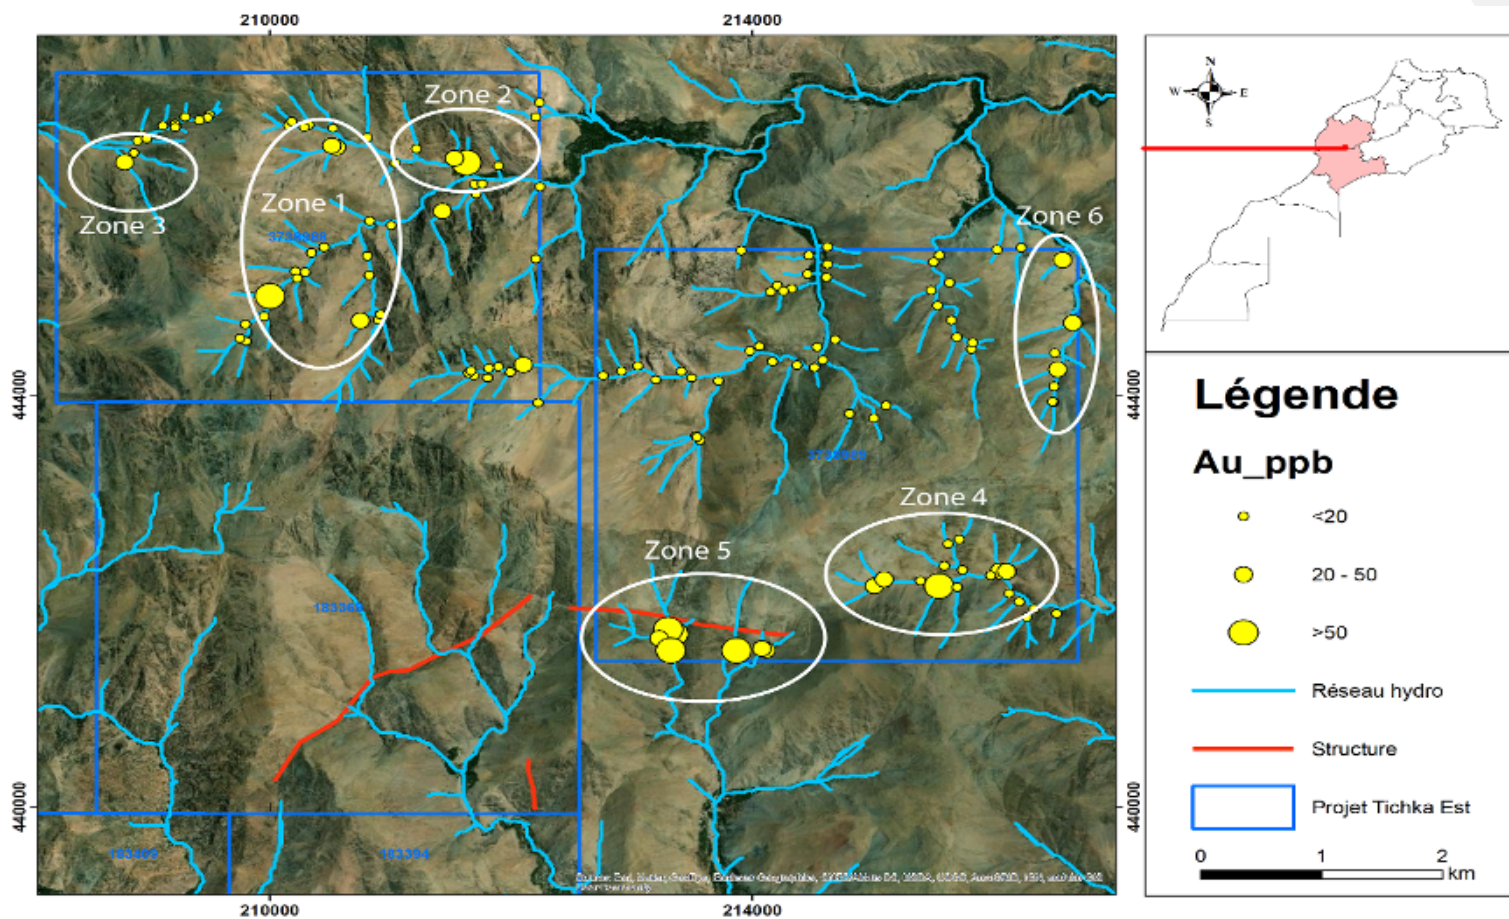 210000
214000
Zone 2
Zone 3
Zone 1
Zone 6
444000
444000
Zone 4
Zone 5
440000
440000
183394
210000
214000
N
W
E
S
Légende
Au_ppb
<20
20 - 50
>50
Réseau hydro
Structure
Projet Tichka Est
0
1
2
km